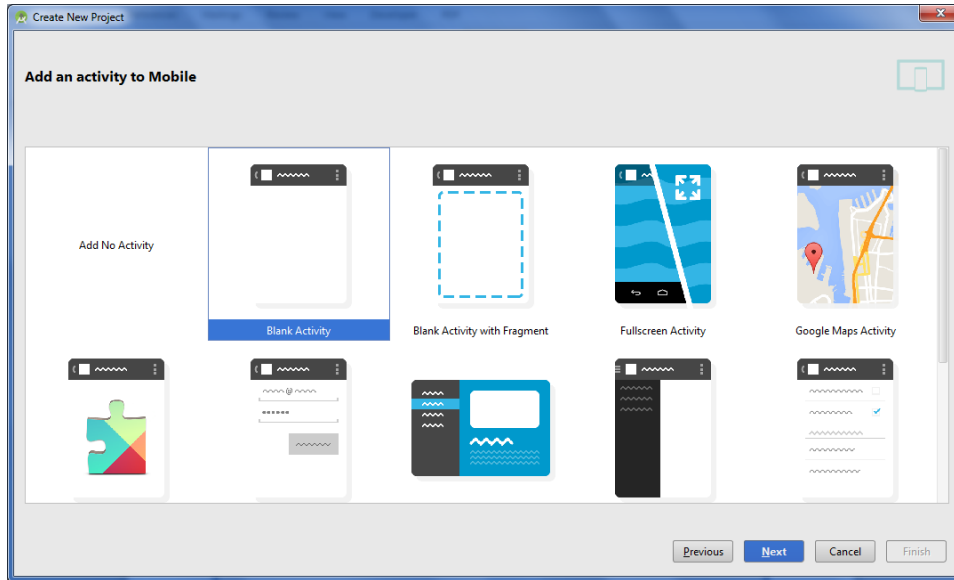 Create New Project
Add an activity to Mobile
Add No Activity
Blank Activity
Blank Activity with Fragment
Fullscreen Activity
Google Maps Activity
Previous
Next
Cancel
Finish